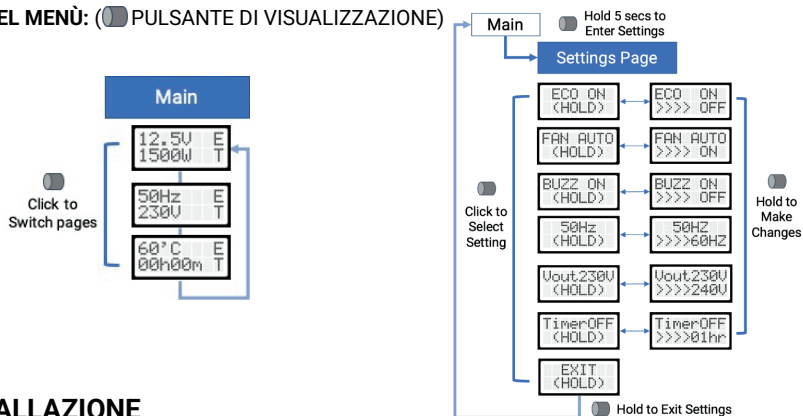 EL MENÙ: ( PULSANTE DI VISUALIZZAZIONE)
Main
12.5V E
1500W T
50Hz E
230V T
60'C E
00h00m T
Click to
Switch pages
Main
Hold 5 secs to
Enter Settings
Settings Page
ECO ON
(HOLD)
ECO ON
>>>> OFF
FAN AUTO
(HOLD)
FAN AUTO
>>>> ON
BUZZ ON
(HOLD)
BUZZ ON
>>>> OFF
50Hz
(HOLD)
50HZ
>>>>60HZ
Vout230V
(HOLD)
Vout230V
>>>>240V
TimerOFF
(HOLD)
TimerOFF
>>>>01hr
EXIT
(HOLD)
Click to
Select
Setting
Hold to
Make
Changes
Hold to Exit Settings
ALLAZIONE